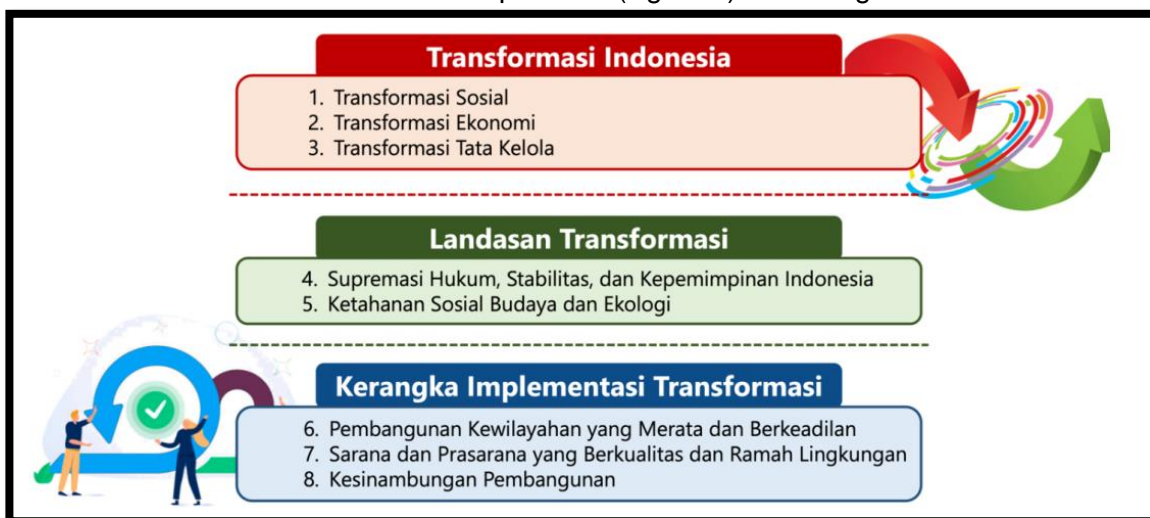 Transformasi Indonesia
1. Transformasi Sosial
2. Transformasi Ekonomi
3. Transformasi Tata Kelola
Landasan Transformasi
4. Supremasi Hukum, Stabilitas, dan Kepemimpinan Indonesia
5. Ketahanan Sosial Budaya dan Ekologi
Kerangka Implementasi Transformasi
6. Pembangunan Kewilayahan yang Merata dan Berkeadilan
7. Sarana dan Prasarana yang Berkualitas dan Ramah Lingkungan
8. Kesinambungan Pembangunan